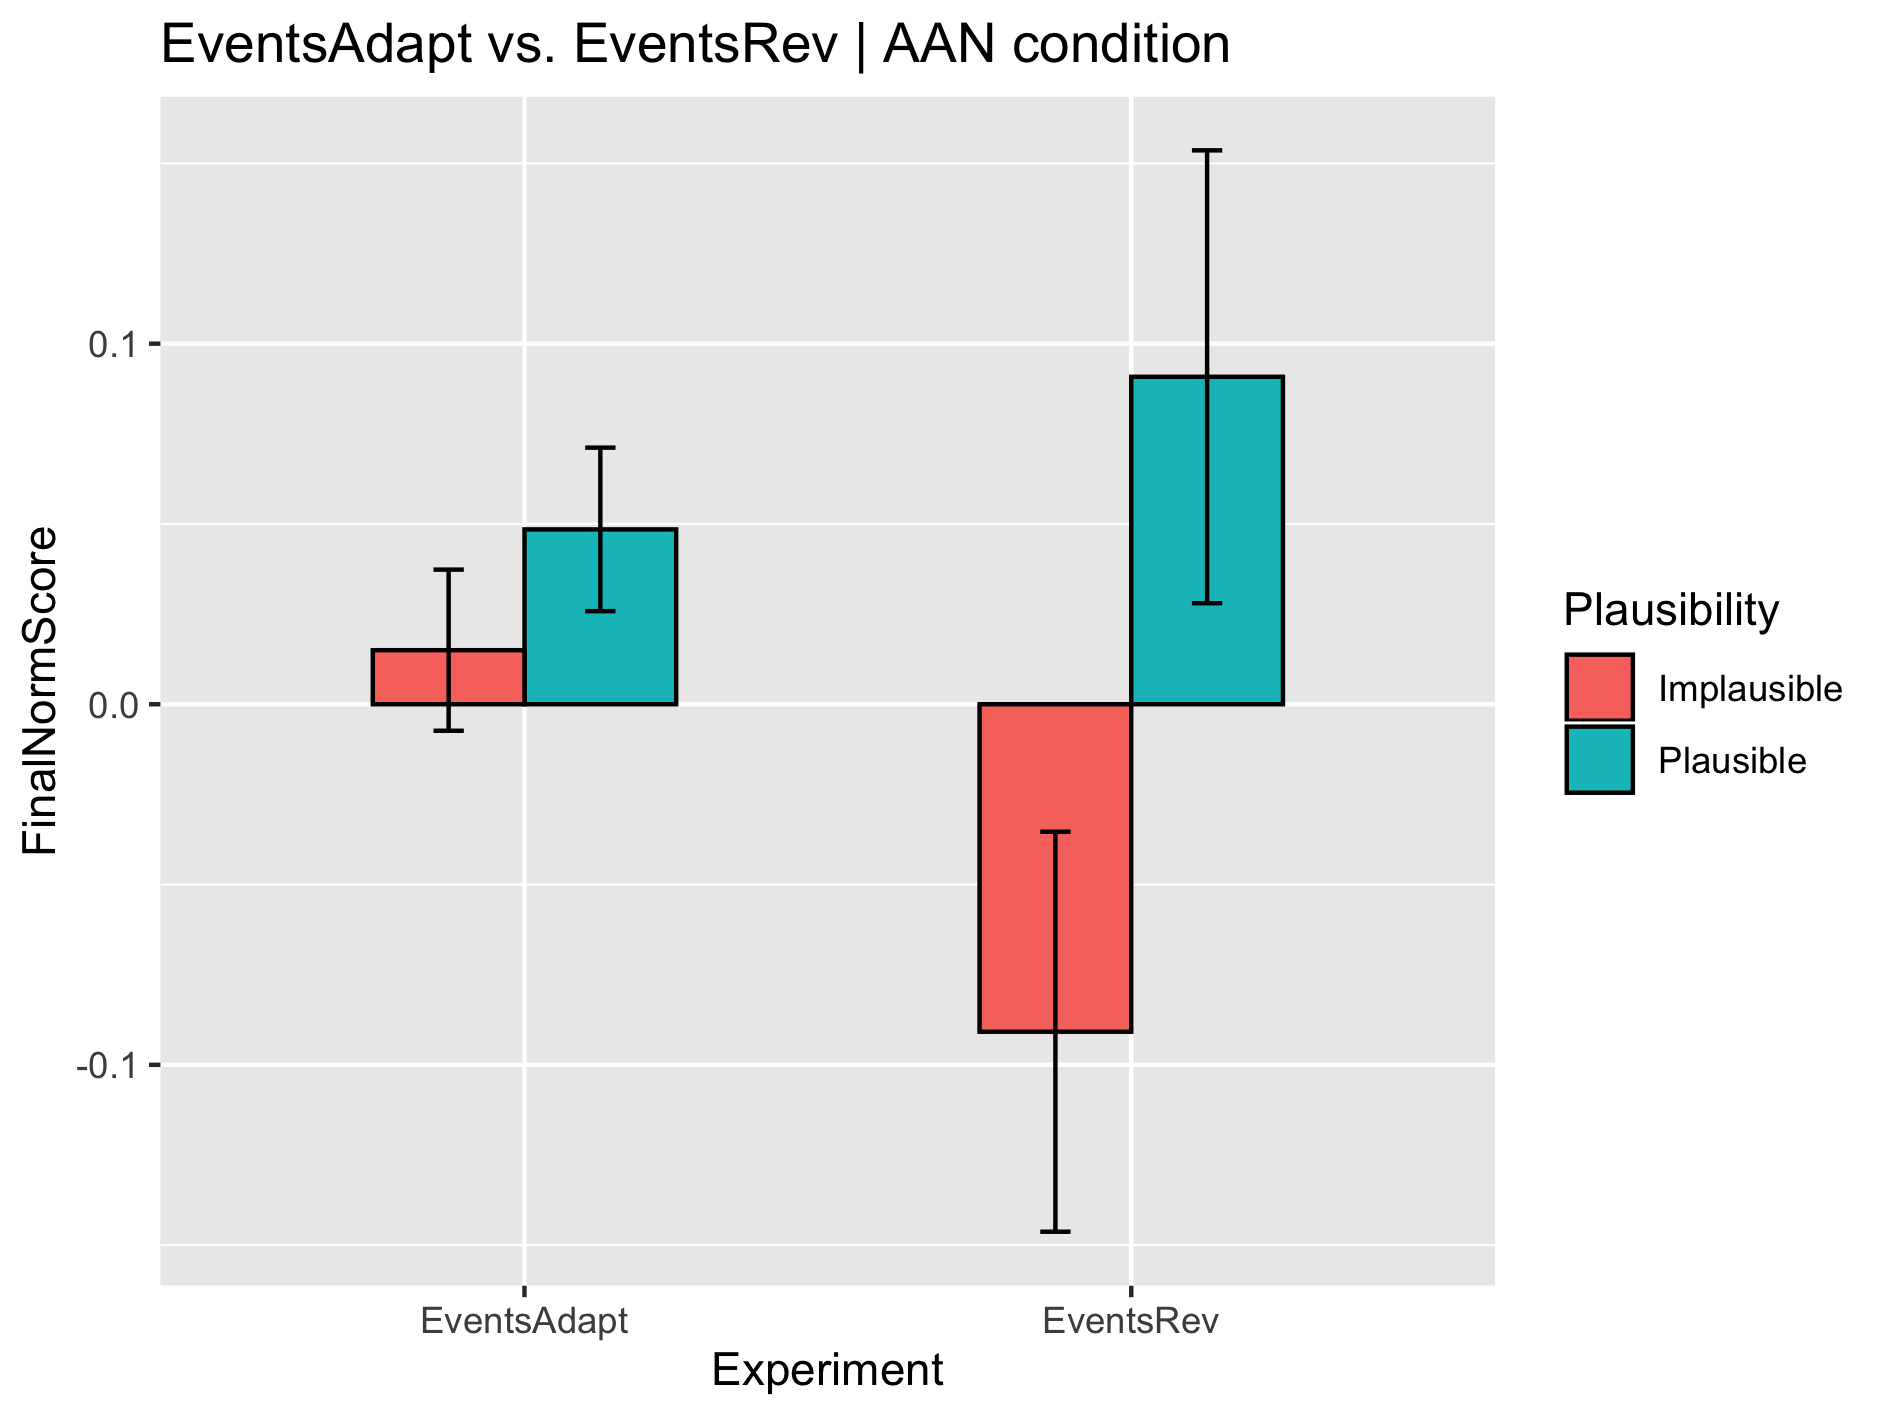 EventsAdapt vs. EventsRev | AAN condition
FinalNormScore
0.1
0.0
-0.1
EventsAdapt
EventsRev
Experiment
Plausibility
Implausible
Plausible